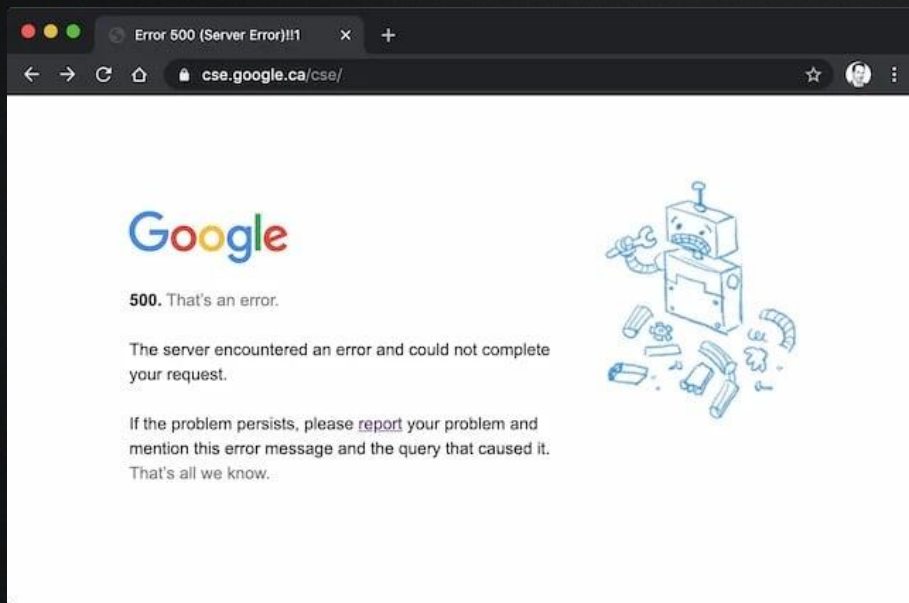 Error 500 (Server Error)!!1
cse.google.ca/cse/
Google
500. That's an error.
The server encountered an error and could not complete
your request.
If the problem persists, please report your problem and
mention this error message and the query that caused it.
That's all we know.